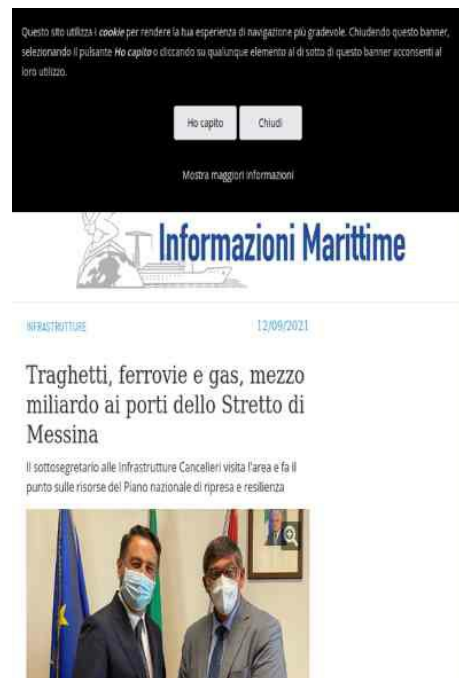 Questo sito utilizza i cookie per rendere la tua esperienza di navigazione più gradevole. Chiudendo questo banner,
selezionando il pulsante Ho capito o cliccando su qualunque elemento al di sotto di questo banner acconsenti al
loro utilizzo.
Ho capito Chiudi
Mostra maggiori informazioni
Informazioni Marittime
INFRASTRUTTURE 12/09/2021
Traghetti, ferrovie e gas, mezzo
miliardo ai porti dello Stretto di
Messina
Il sottosegretario alle Infrastrutture Cancelleri visita l'area e fa il
punto sulle risorse del Piano nazionale di ripresa e resilienza